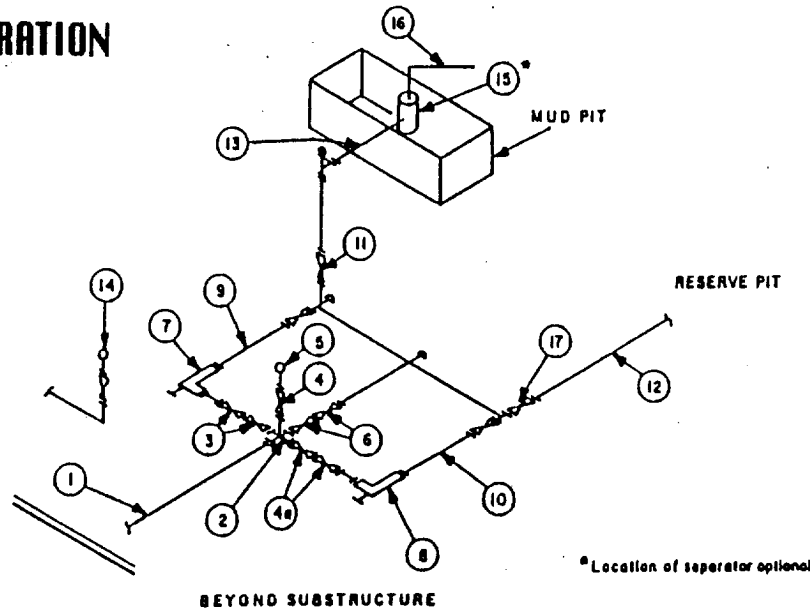 RATION
16
15 *
MUD PIT
13
11
RESERVE PIT
14
9
7
5
17
4
12
3
6
1
2
4a
10
8
*Location of separator optional
BEYOND SUBSTRUCTURE